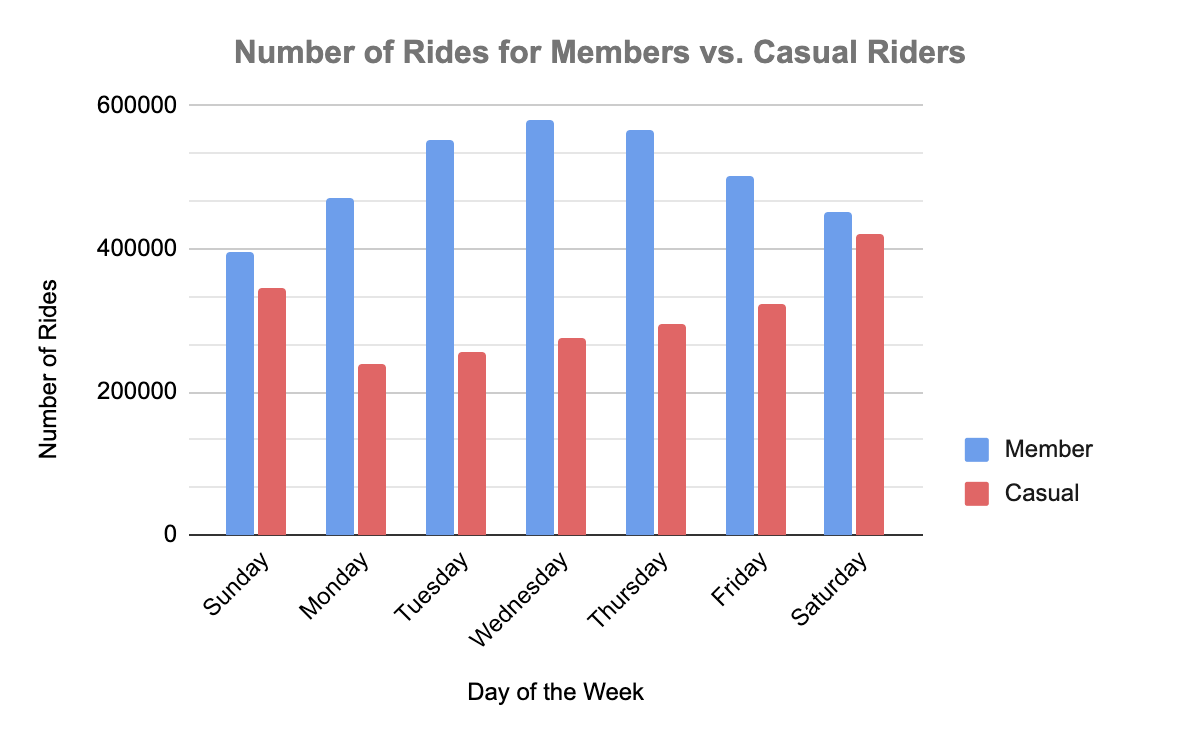 Number of Rides for Members vs. Casual Riders
600000
400000
200000
0
Number of Rides
Sunday
Monday
Tuesday
Wednesday
Thursday
Friday
Saturday
Day of the Week
Member
Casual